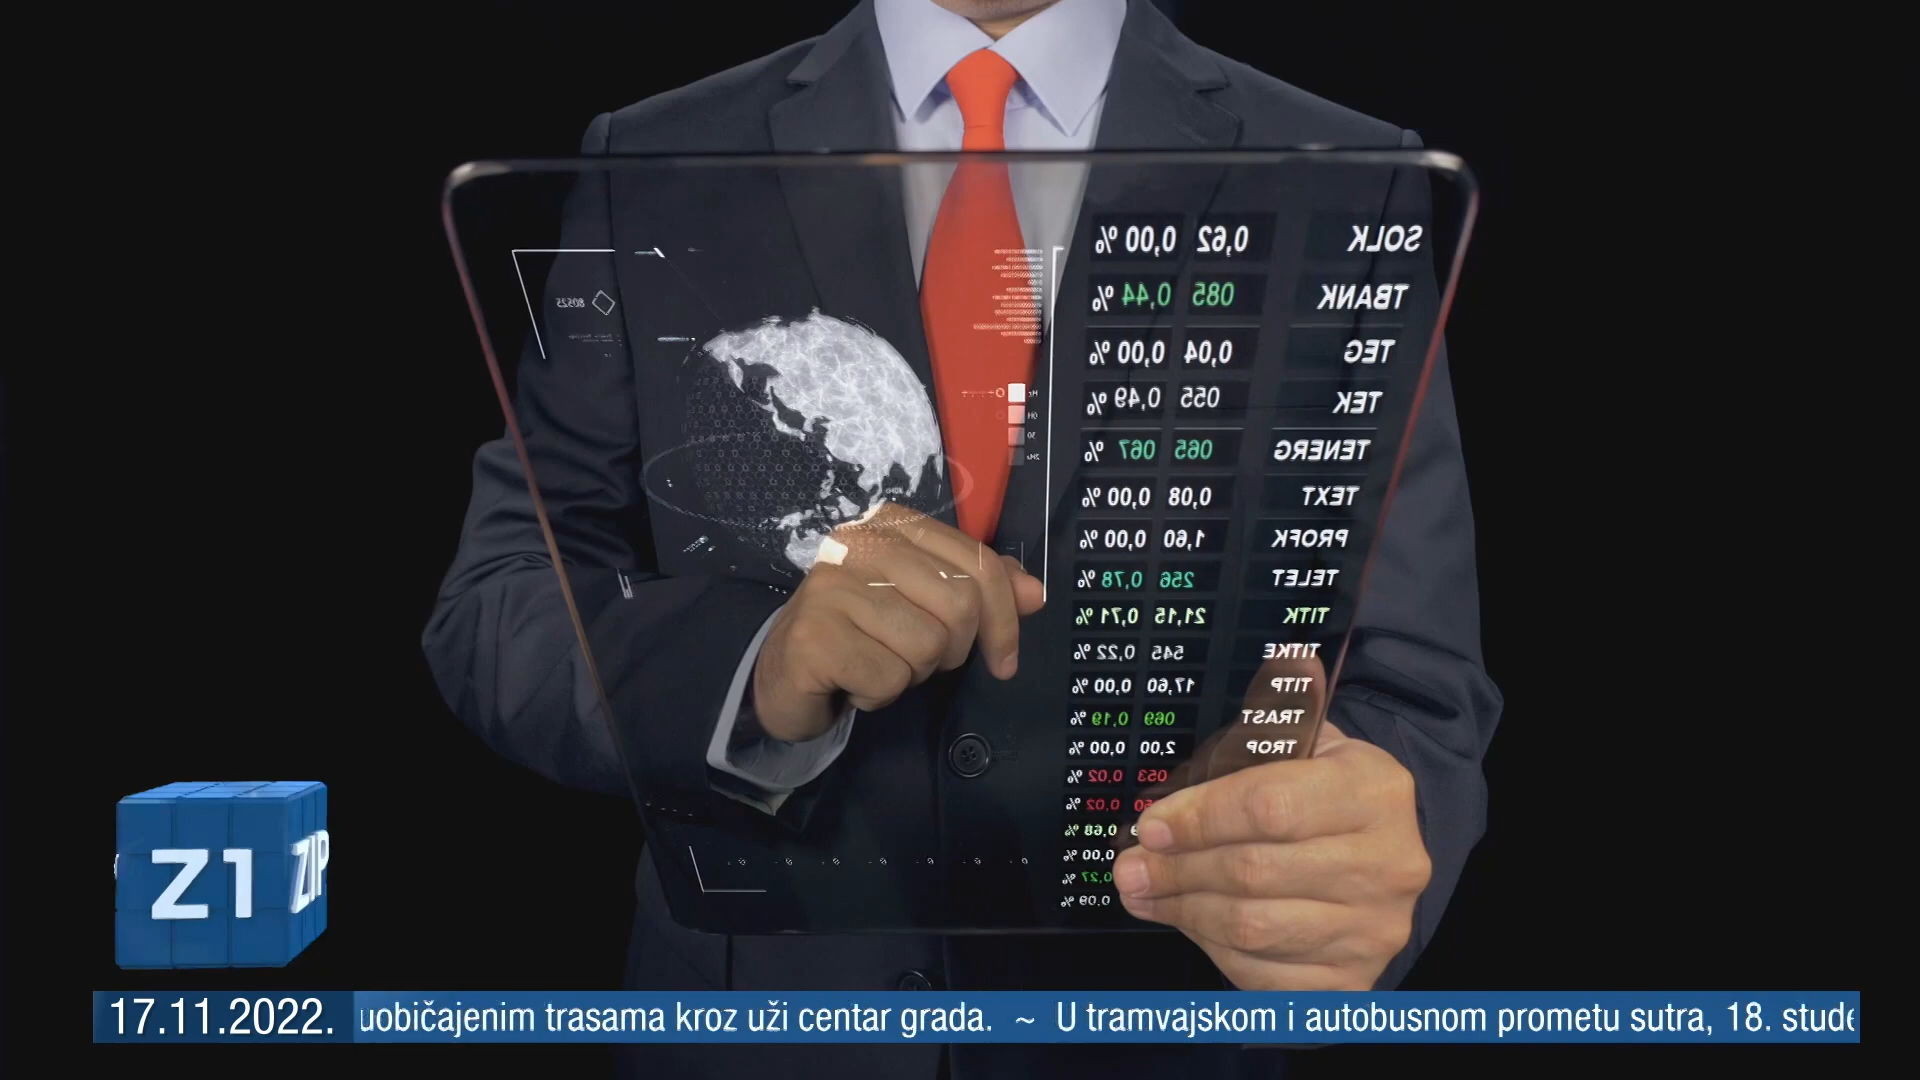 % 00,0 0,62 SOLK
% 0,44 085 TBANK
% 00,0 0,04 TEG
% 0,49 055 TEK
% 067 065 TENERG
% 00,0 0,08 TEXT
% 00,0 1,60 PROFK
% 0,78 256 TELET
% 0,71 21,15 TITK
% 0,22 545 TITKE
% 00,0 17,60 TITP
% 0,19 069 TRAST
% 00,0 2,00 TROP
% 0,02 053
% 0,02
% 0,68
% 00,0
% 0,27
% 0,09
80S25
Z1 ZIP
17.11.2022. uobičajenim trasama kroz uži centar grada. ~ U tramvajskom i autobusnom prometu sutra, 18. stude